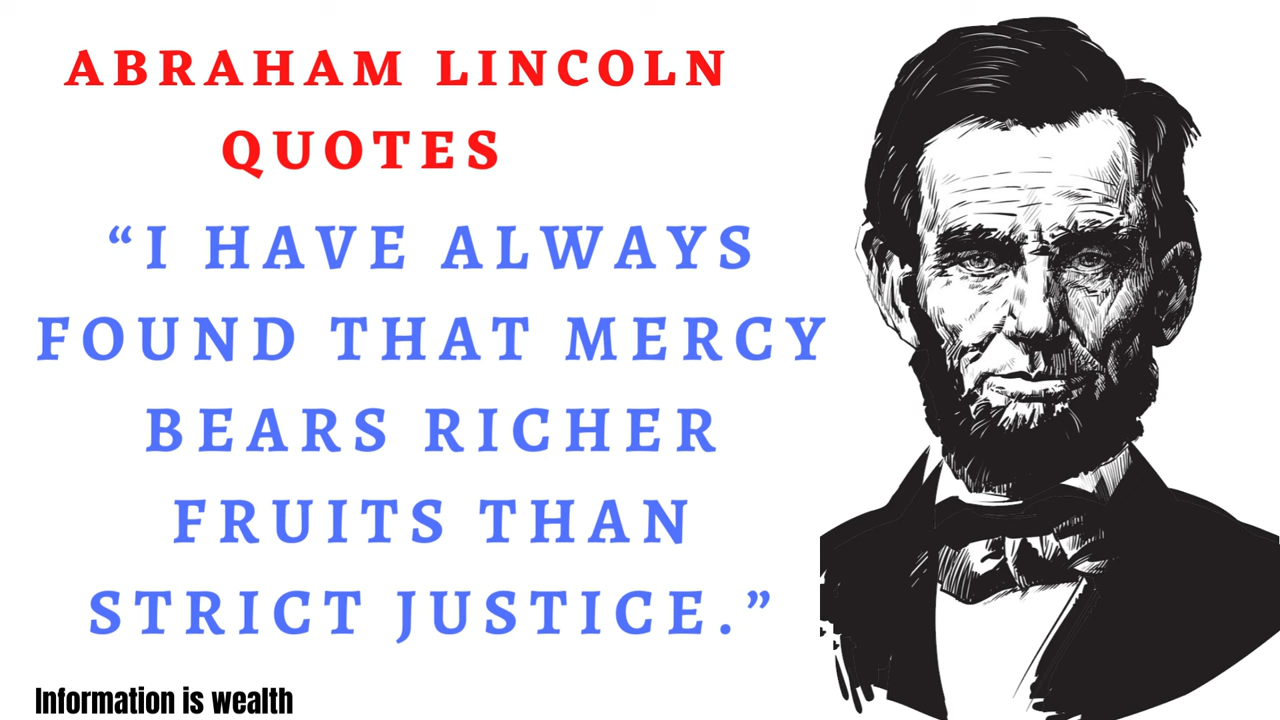 ABRAHAM LINCOLN
QUOTES
“I HAVE ALWAYS
FOUND THAT MERCY
BEARS RICHER
FRUITS THAN
STRICT JUSTICE.”
Information is wealth